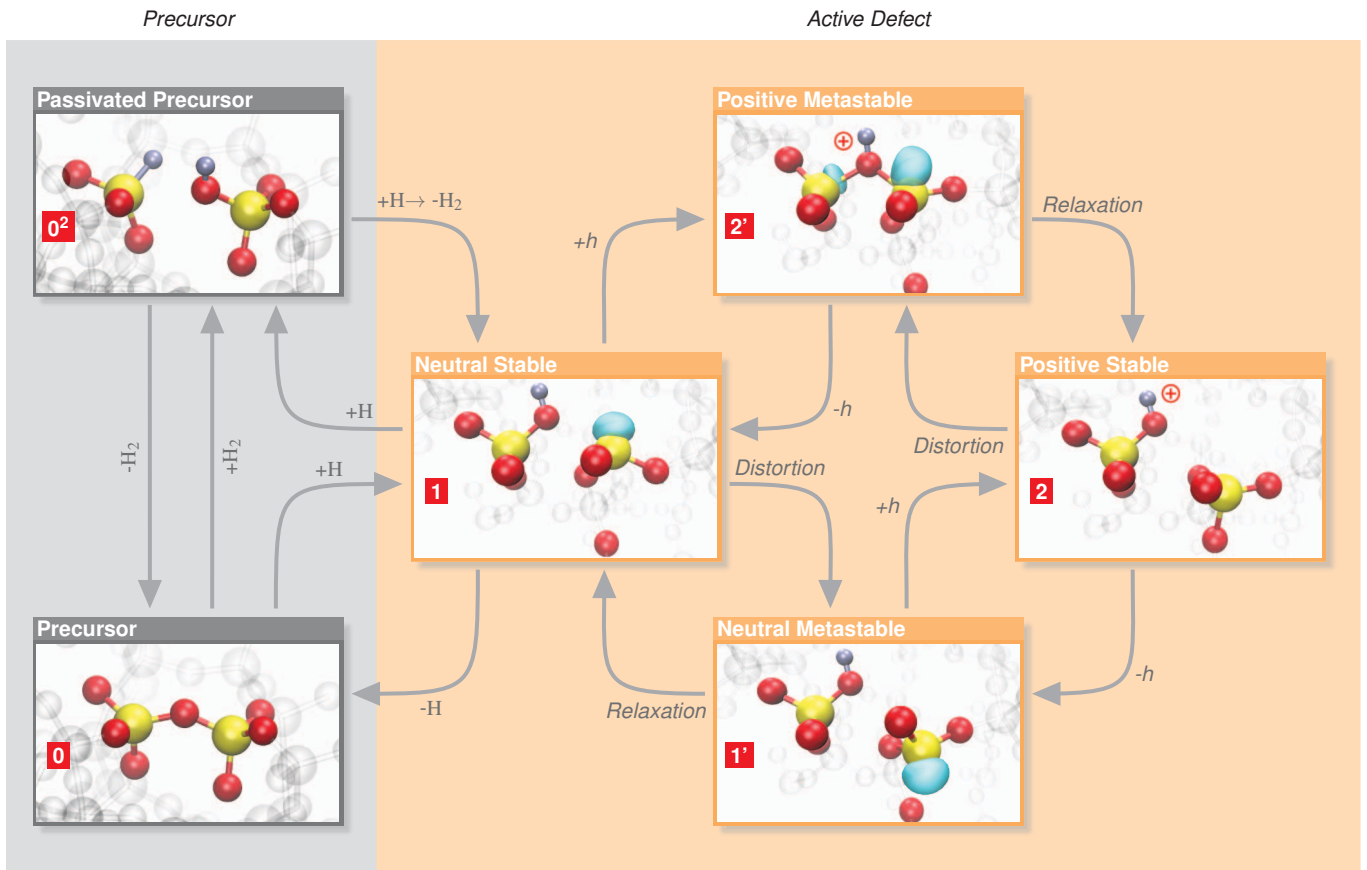 Precursor
Active Defect
Passivated Precursor
0²
Positive Metastable
⊕
2'
+H→ -H₂
+h
Relaxation
Neutral Stable
1
Positive Stable
⊕
2
+H
-h
Distortion
Distortion
-H₂
+H₂
+H
+h
Precursor
0
Neutral Metastable
1'
-H
Relaxation
-h